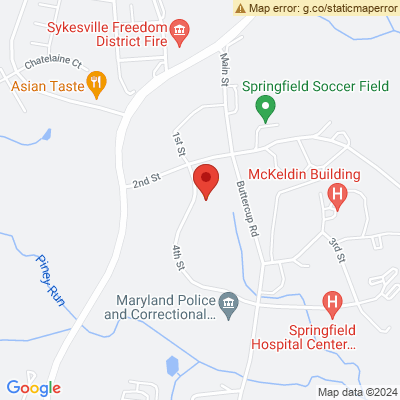 Map error: g.co/staticmaperror
Sykesville Freedom
District Fire
Main St
Chatelaine Ct
Asian Taste
Springfield Soccer Field
1st St
2nd St
McKeldin Building
Buttercup Rd
3rd St
4th St
Piney Run
Maryland Police
and Correctional...
Springfield
Hospital Center...
Google
Map data ©2024